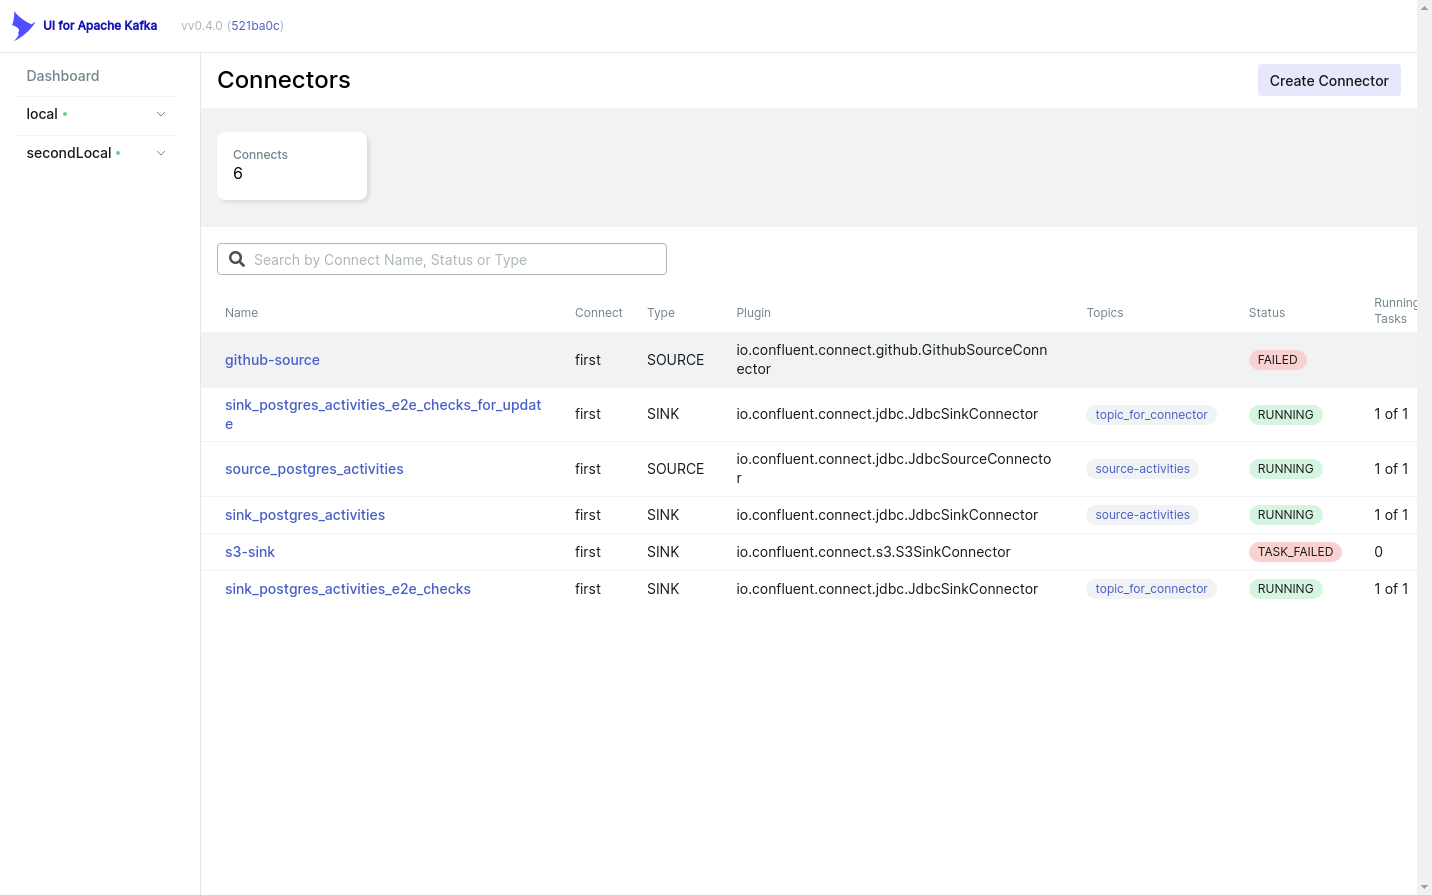 UI for Apache Kafka vv0.4.0 (521ba0c)
Dashboard
local
secondLocal
Connectors
Create Connector
Connects
6
Search by Connect Name, Status or Type
Name Connect Type Plugin Topics Status Running
Tasks
github-source first SOURCE io.confluent.connect.github.GithubSourceConn
ector FAILED
sink_postgres_activities_e2e_checks_for_updat
e first SINK io.confluent.connect.jdbc.JdbcSinkConnector topic_for_connector RUNNING 1 of 1
source_postgres_activities first SOURCE io.confluent.connect.jdbc.JdbcSourceConnecto
r source-activities RUNNING 1 of 1
sink_postgres_activities first SINK io.confluent.connect.jdbc.JdbcSinkConnector source-activities RUNNING 1 of 1
s3-sink first SINK io.confluent.connect.s3.S3SinkConnector TASK_FAILED 0
sink_postgres_activities_e2e_checks first SINK io.confluent.connect.jdbc.JdbcSinkConnector topic_for_connector RUNNING 1 of 1